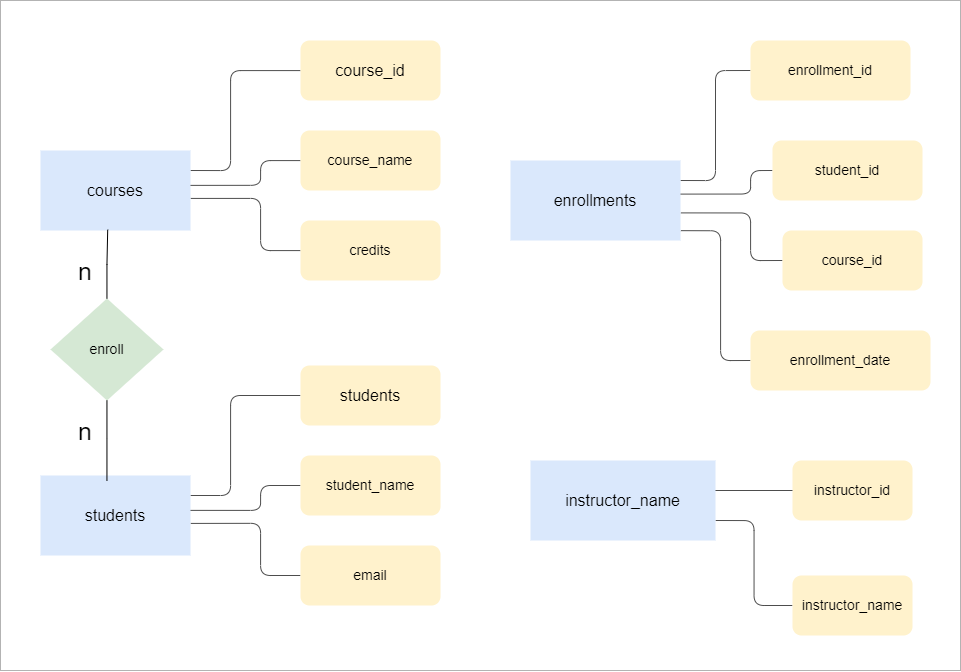 courses
course_id
course_name
credits
n
enroll
n
students
students
student_name
email
enrollments
enrollment_id
student_id
course_id
enrollment_date
instructor_name
instructor_id
instructor_name